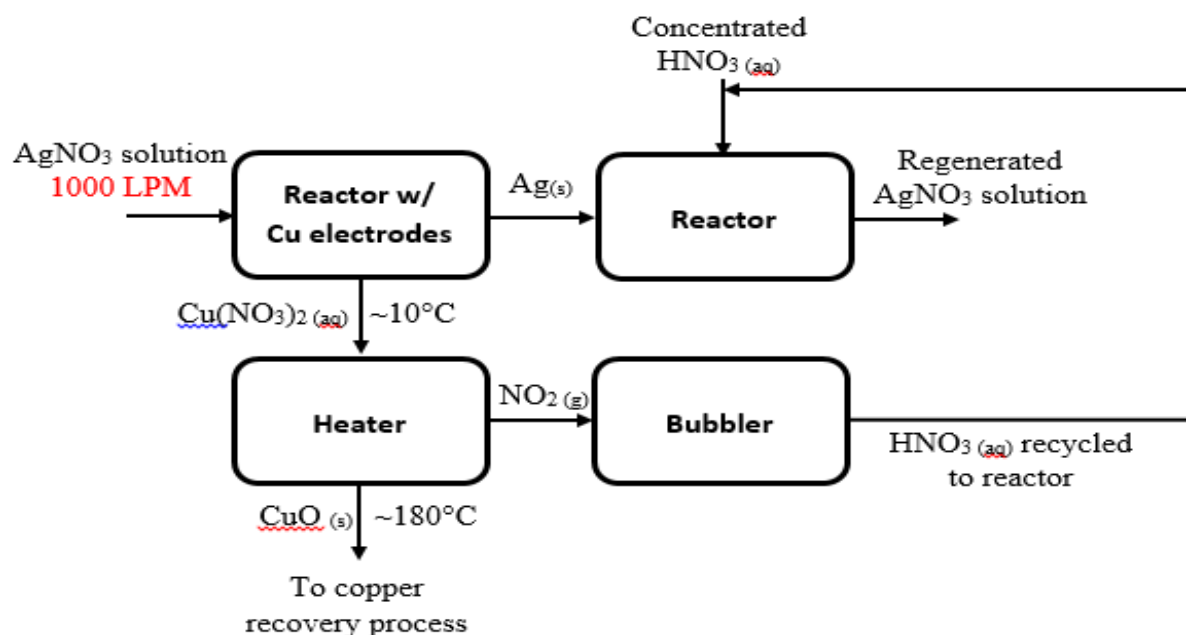 Concentrated
HNO3 (aq)
AgNO3 solution
1000 LPM
Reactor w/
Cu electrodes
Ag(s)
Reactor
Regenerated
AgNO3 solution
Cu(NO3)2 (aq)
~10°C
Heater
NO2 (g)
Bubbler
HNO3 (aq) recycled
to reactor
CuO (s)
~180°C
To copper
recovery process